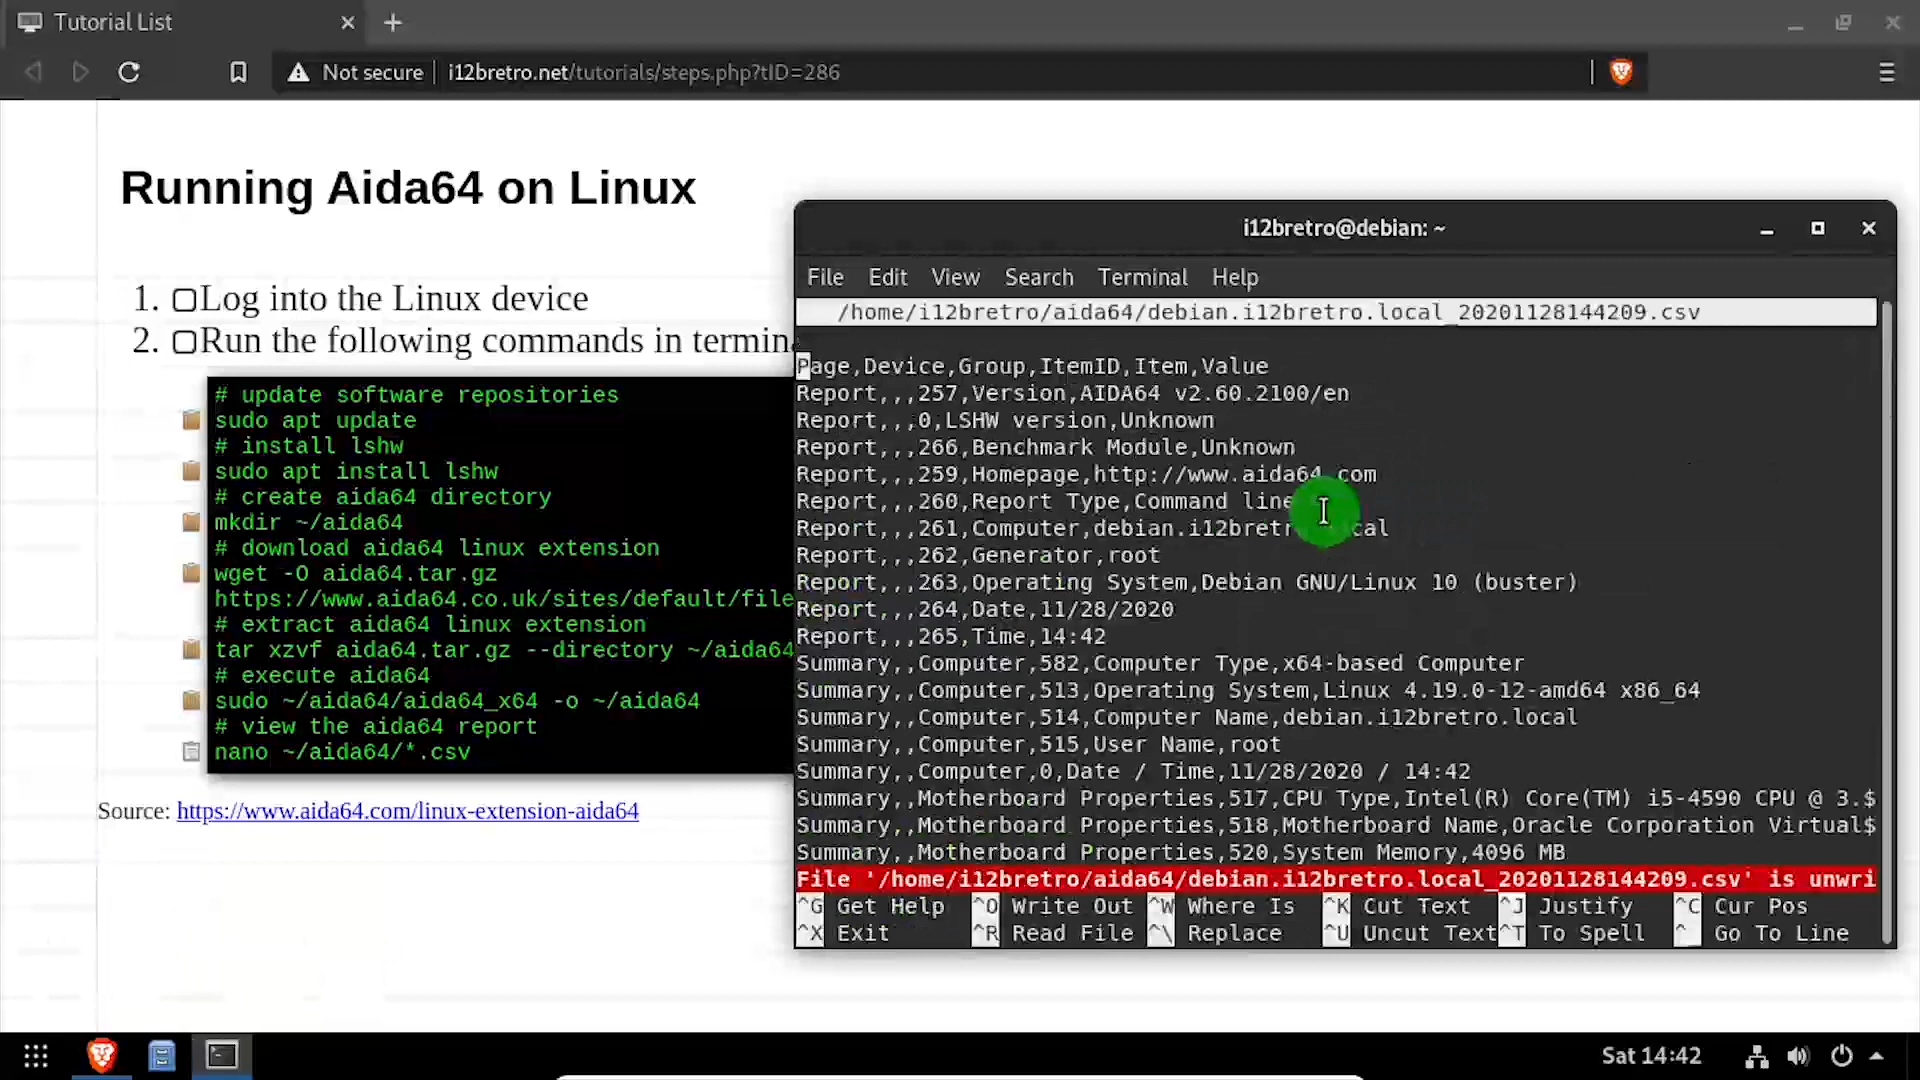 Tutorial List
Not secure
i12bretro.net/tutorials/steps.php?tID=286
Running Aida64 on Linux
1. Log into the Linux device
2. Run the following commands in termin
# update software repositories
sudo apt update
# install lshw
sudo apt install lshw
# create aida64 directory
mkdir ~/aida64
# download aida64 linux extension
wget -O aida64.tar.gz
https://www.aida64.co.uk/sites/default/file
# extract aida64 linux extension
tar xzvf aida64.tar.gz --directory ~/aida64
# execute aida64
sudo ~/aida64/aida64_x64 -o ~/aida64
# view the aida64 report
nano ~/aida64/*.csv
Source: https://www.aida64.com/linux-extension-aida64
i12bretro@debian: ~
File Edit View Search Terminal Help
/home/i12bretro/aida64/debian.i12bretro.local_20201128144209.csv
Page,Device,Group,ItemID,Item,Value
Report,,,257,Version,AIDA64 v2.60.2100/en
Report,,,0,LSHW version,Unknown
Report,,,266,Benchmark Module,Unknown
Report,,,259,Homepage,http://www.aida64.com
Report,,,260,Report Type,Command line
Report,,,261,Computer,debian.i12bretro.local
Report,,,262,Generator,root
Report,,,263,Operating System,Debian GNU/Linux 10 (buster)
Report,,,264,Date,11/28/2020
Report,,,265,Time,14:42
Summary,,Computer,582,Computer Type,x64-based Computer
Summary,,Computer,513,Operating System,Linux 4.19.0-12-amd64 x86_64
Summary,,Computer,514,Computer Name,debian.i12bretro.local
Summary,,Computer,515,User Name,root
Summary,,Computer,0,Date / Time,11/28/2020 / 14:42
Summary,,Motherboard Properties,517,CPU Type,Intel(R) Core(TM) i5-4590 CPU @ 3.$
Summary,,Motherboard Properties,518,Motherboard Name,Oracle Corporation Virtual$
Summary,,Motherboard Properties,520,System Memory,4096 MB
File '/home/i12bretro/aida64/debian.i12bretro.local_20201128144209.csv' is unwri
^G Get Help ^O Write Out ^W Where Is ^K Cut Text ^J Justify ^C Cur Pos
^X Exit ^R Read File ^\ Replace ^U Uncut Text ^T To Spell ^_ Go To Line
Sat 14:42